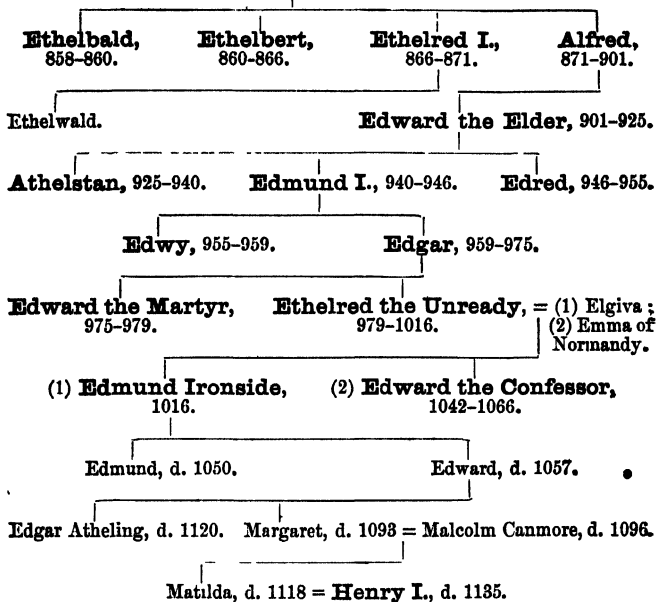 Ethelbald, Ethelbert, Ethelred I., Alfred,
858–860. 860–866. 866–871. 871–901.
Ethelwald. Edward the Elder, 901–925.
Athelstan, 925–940. Edmund I., 940–946. Edred, 946–955.
Edwy, 955–959. Edgar, 959–975.
Edward the Martyr, Ethelred the Unready, = (1) Elgiva;
975–979. 979–1016. (2) Emma of
Normandy.
(1) Edmund Ironside, (2) Edward the Confessor,
1016. 1042–1066.
Edmund, d. 1050. Edward, d. 1057.
Edgar Atheling, d. 1120. Margaret, d. 1093 = Malcolm Canmore, d. 1096.
Matilda, d. 1118 = Henry I., d. 1135.